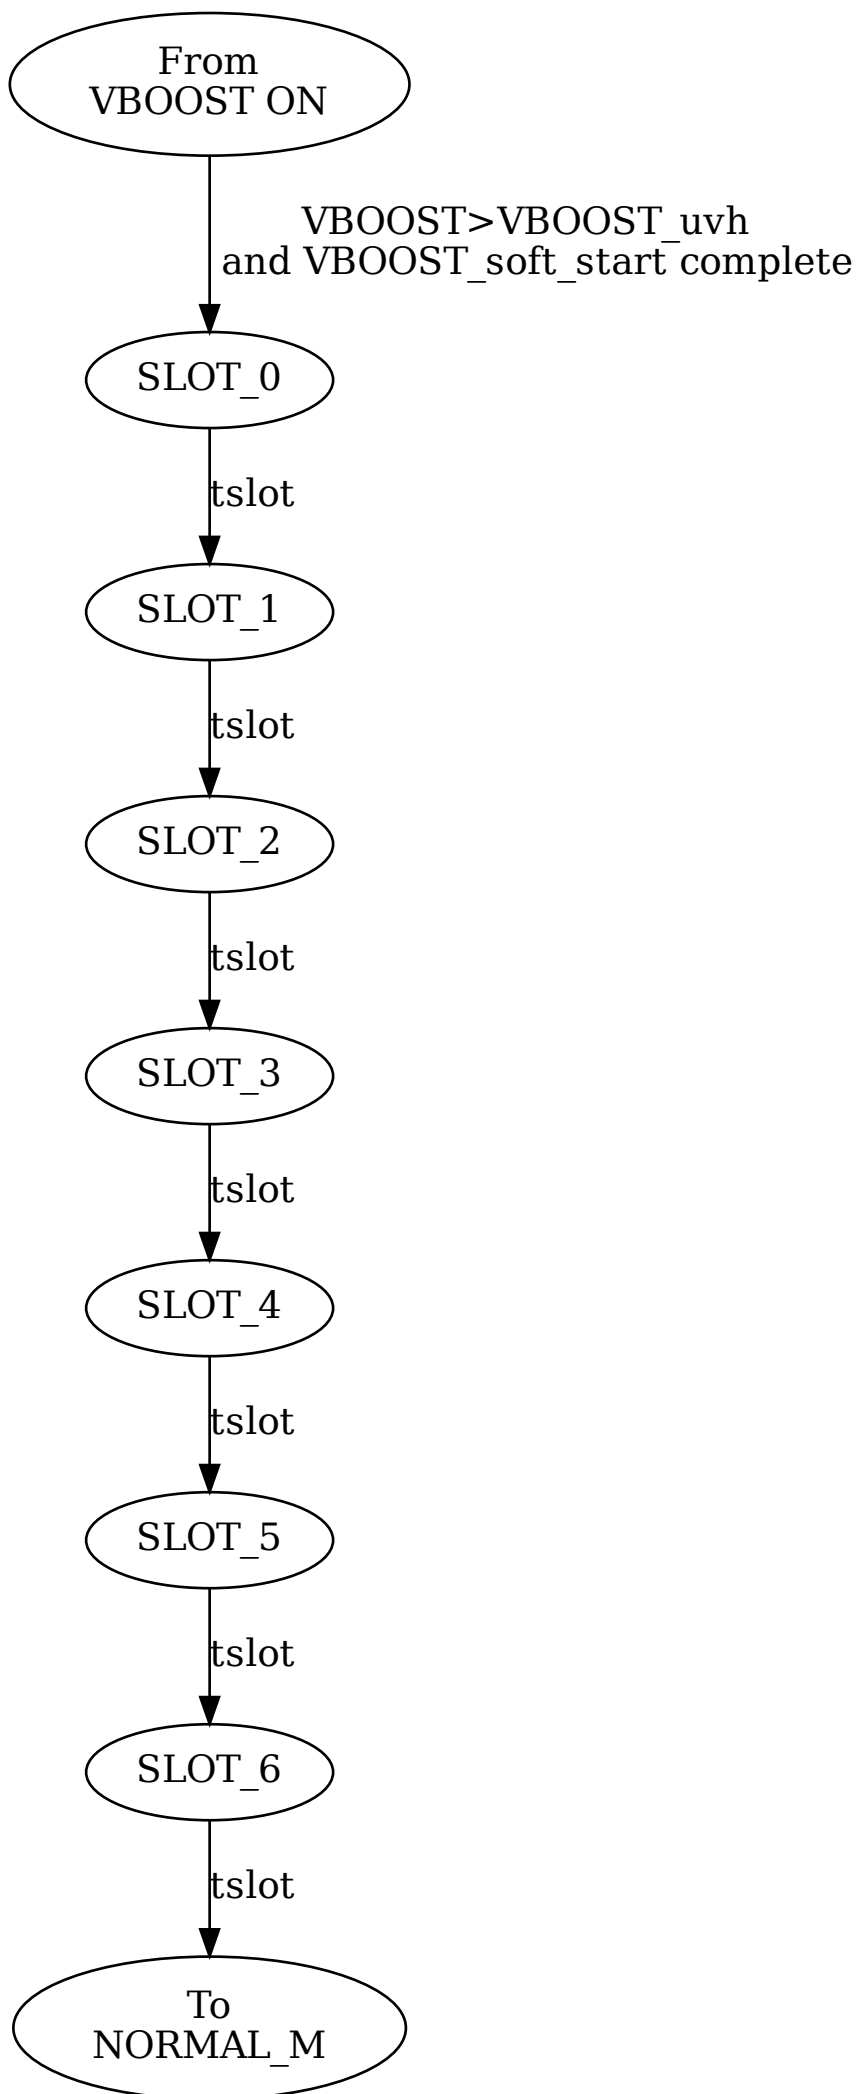 From
VBOOST ON
VBOOST>VBOOST_uvh
and VBOOST_soft_start complete
SLOT_0
tslot
SLOT_1
tslot
SLOT_2
tslot
SLOT_3
tslot
SLOT_4
tslot
SLOT_5
tslot
SLOT_6
tslot
To
NORMAL_M